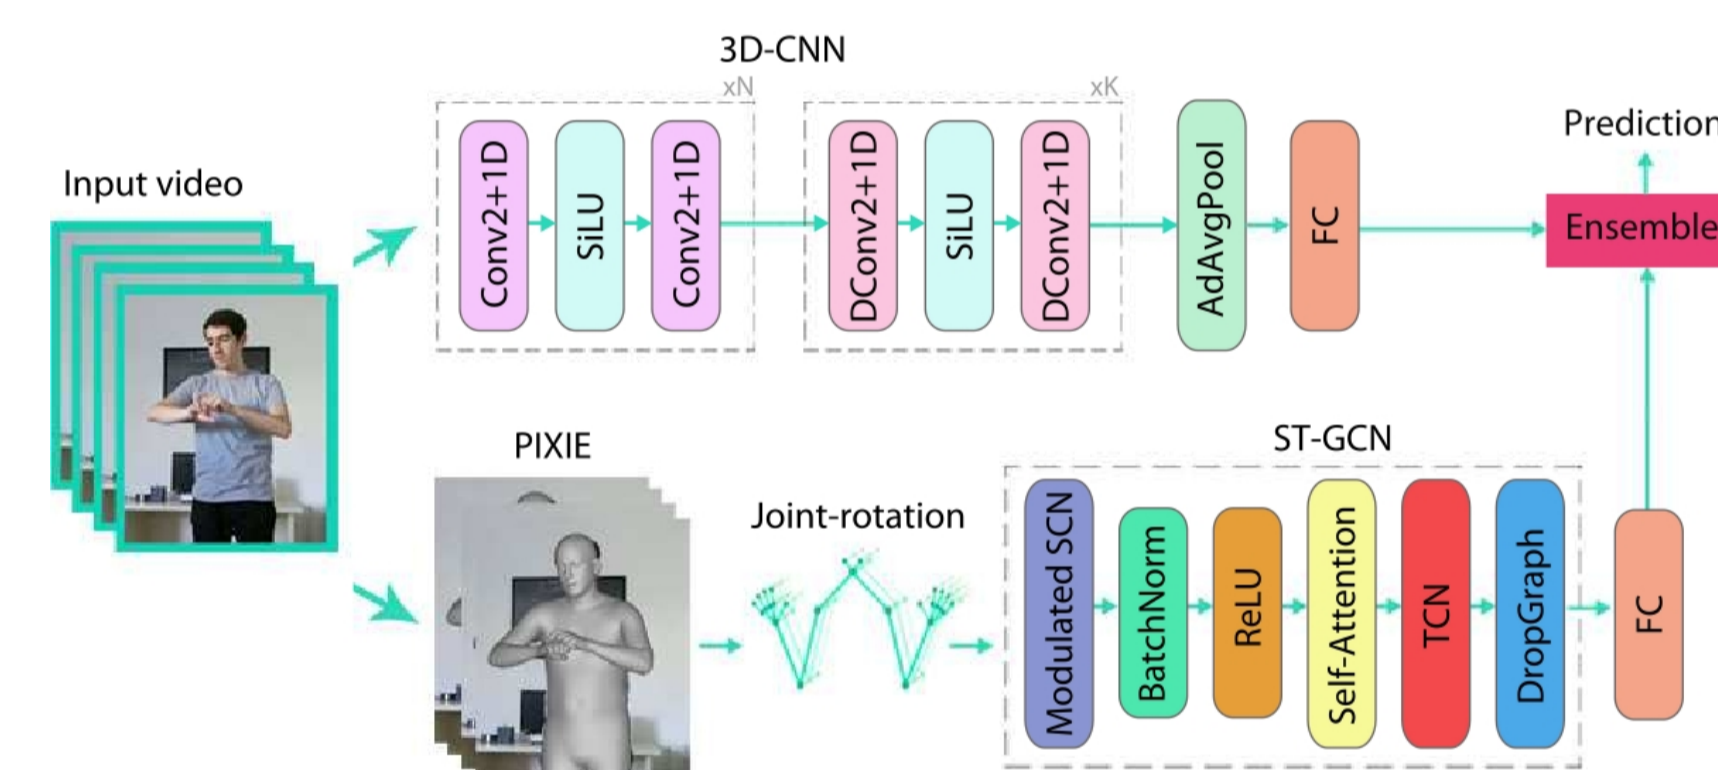 3D-CNN
xN
xK
Input video
Conv2+1D
SiLU
Conv2+1D
DConv2+1D
SiLU
DConv2+1D
AdAvgPool
FC
Prediction
Ensemble
PIXIE
Joint-rotation
ST-GCN
Modulated SCN
BatchNorm
ReLU
Self-Attention
TCN
DropGraph
FC